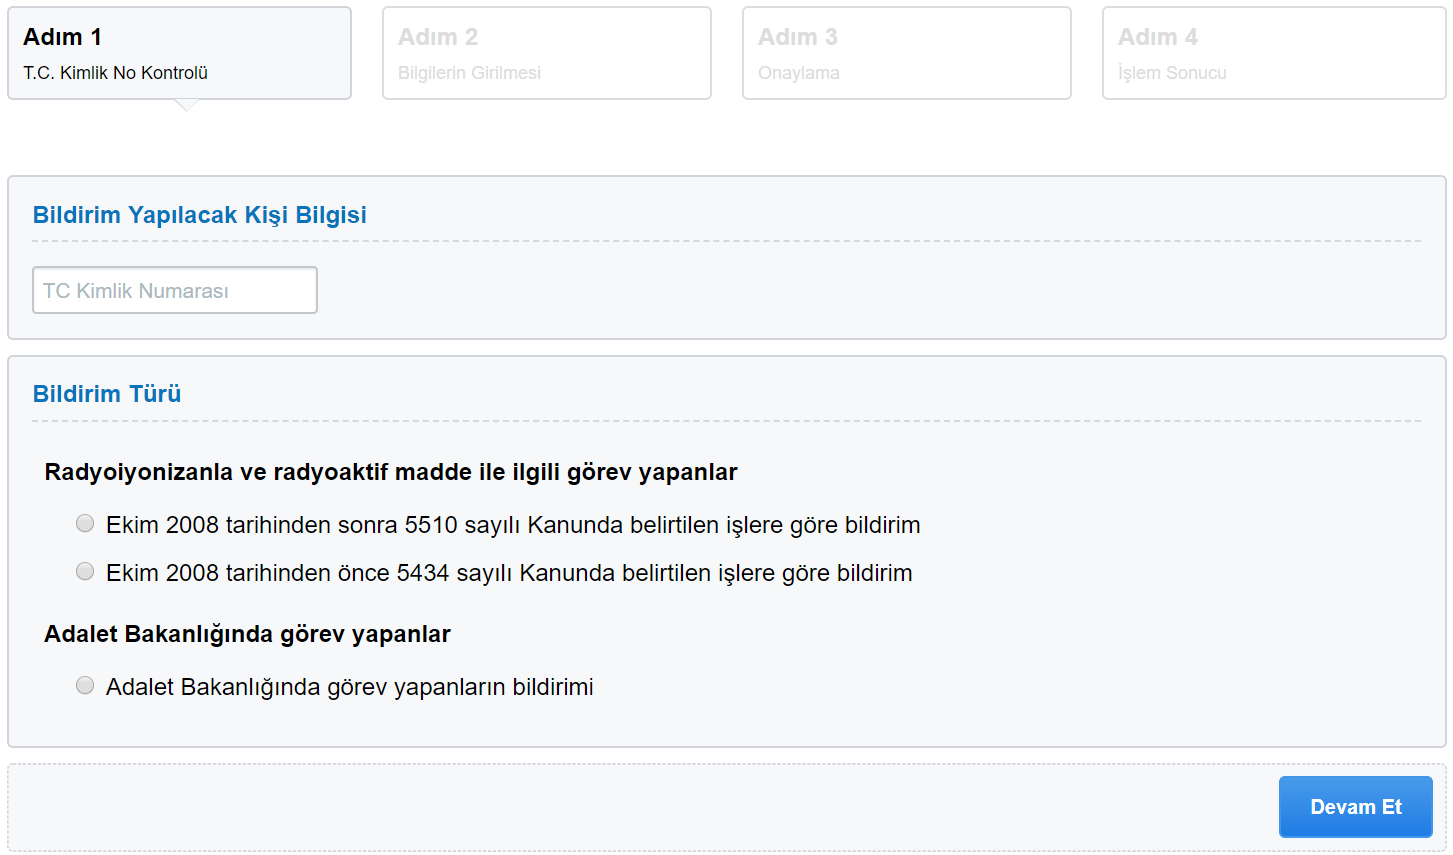 Adım 1
T.C. Kimlik No Kontrolü
Adım 2
Bilgilerin Girilmesi
Adım 3
Onaylama
Adım 4
İşlem Sonucu
Bildirim Yapılacak Kişi Bilgisi
TC Kimlik Numarası
Bildirim Türü
Radyoiyonizanla ve radyoaktif madde ile ilgili görev yapanlar
Ekim 2008 tarihinden sonra 5510 sayılı Kanunda belirtilen işlere göre bildirim
Ekim 2008 tarihinden önce 5434 sayılı Kanunda belirtilen işlere göre bildirim
Adalet Bakanlığında görev yapanlar
Adalet Bakanlığında görev yapanların bildirimi
Devam Et